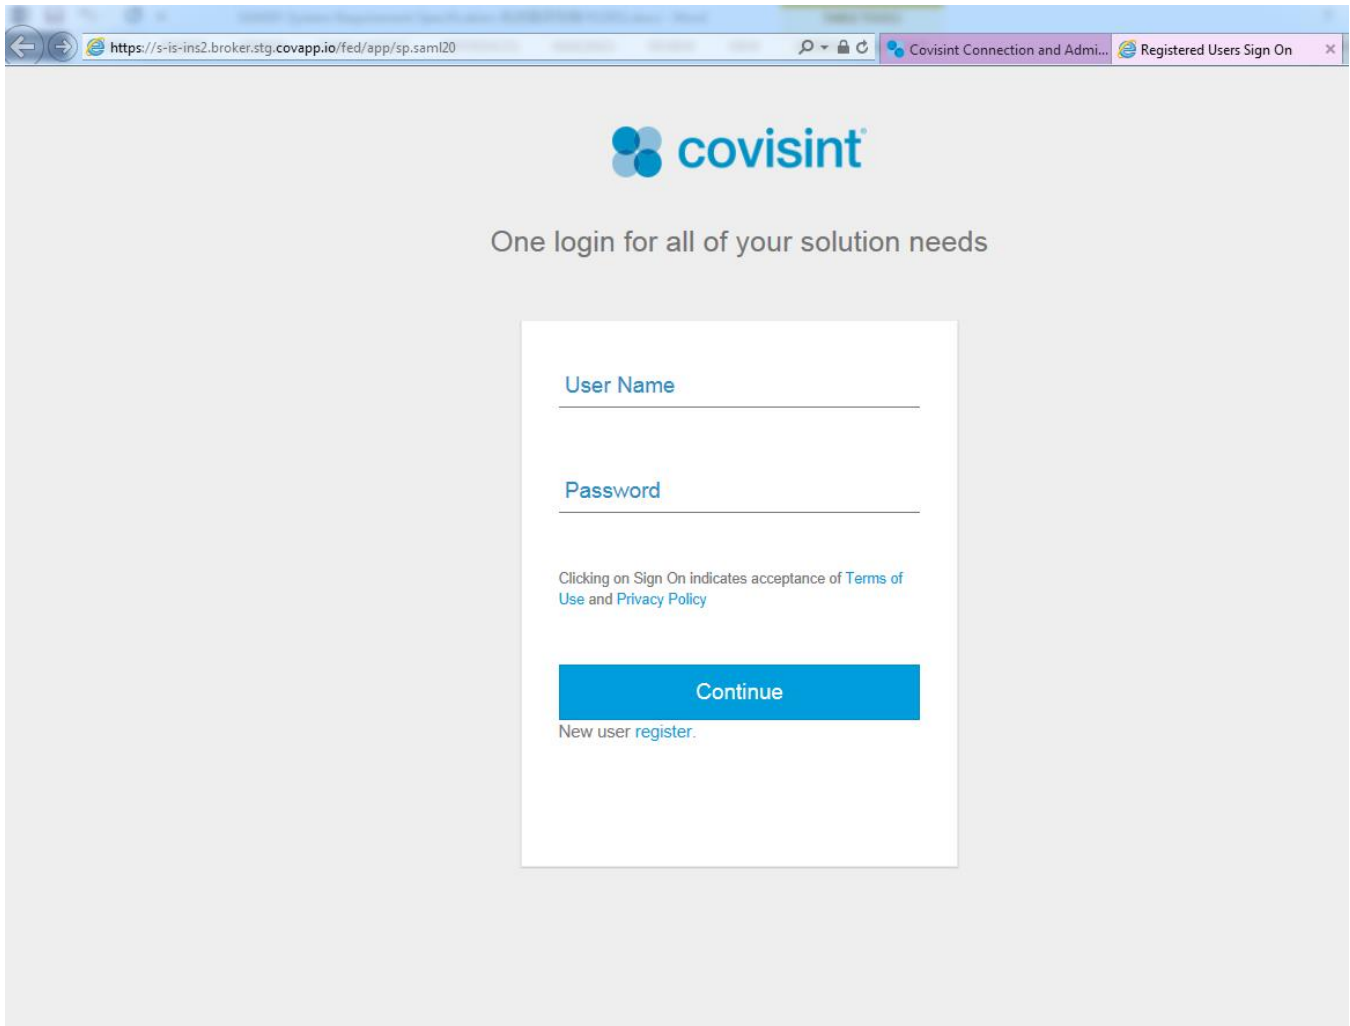 https://s-is-ins2.broker.stg.covapp.io/fed/app/sp.saml20
Covisint Connection and Admi...
Registered Users Sign On
covisint
One login for all of your solution needs
User Name
Password
Clicking on Sign On indicates acceptance of Terms of
Use and Privacy Policy
Continue
New user register.